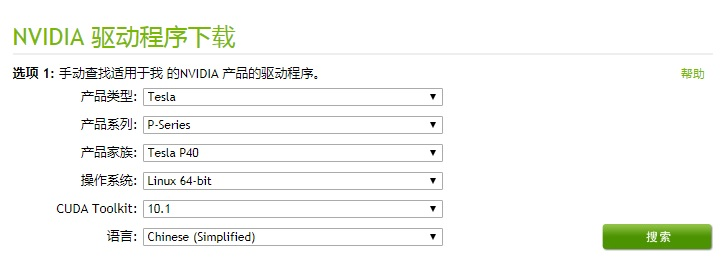 NVIDIA 驱动程序下载
选项 1: 手动查找适用于我 的NVIDIA 产品的驱动程序。 帮助
产品类型: Tesla
产品系列: P-Series
产品家族: Tesla P40
操作系统: Linux 64-bit
CUDA Toolkit: 10.1
语言: Chinese (Simplified) 搜索